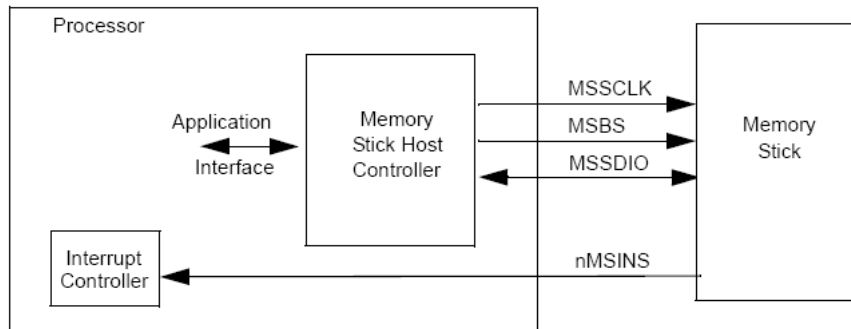 Processor
Application
Interface
Memory
Stick Host
Controller
MSSCLK
MSBS
MSSDIO
Memory
Stick
Interrupt
Controller
nMSINS